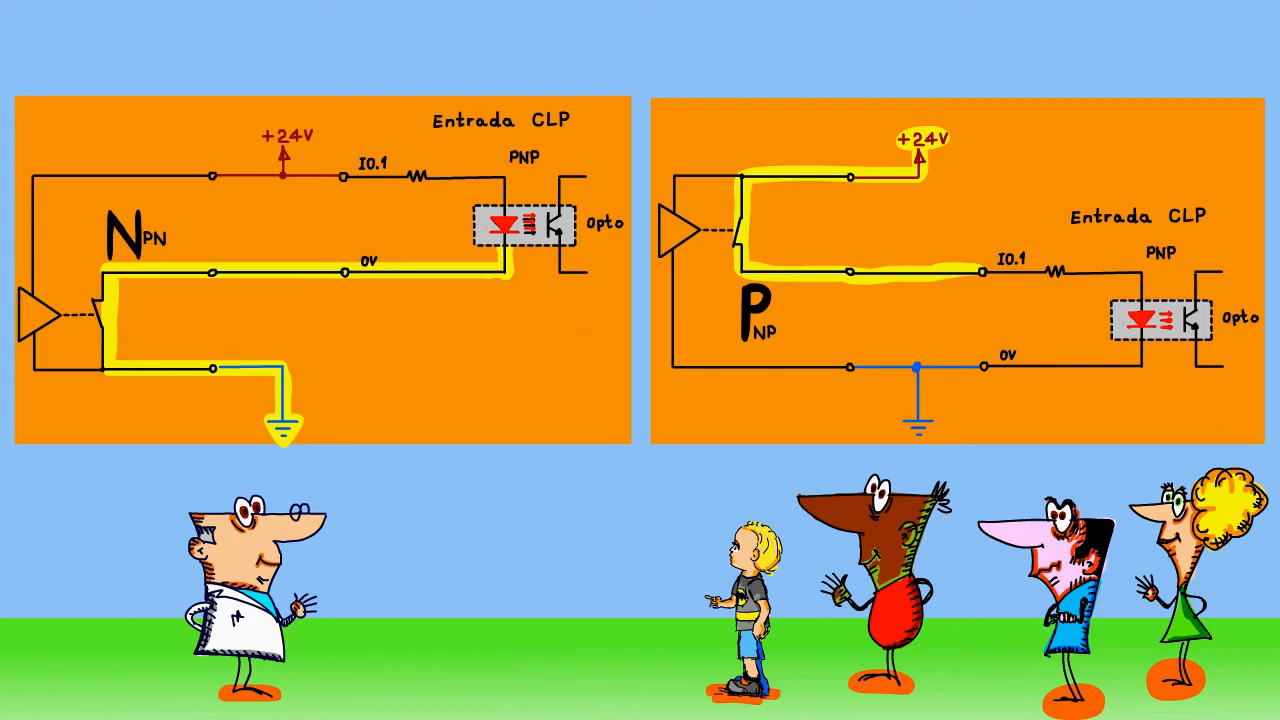 Entrada CLP
+24V
PNP
I0.1
Opto
NPN
0V
+24V
Entrada CLP
PNP
I0.1
PNP
Opto
0V